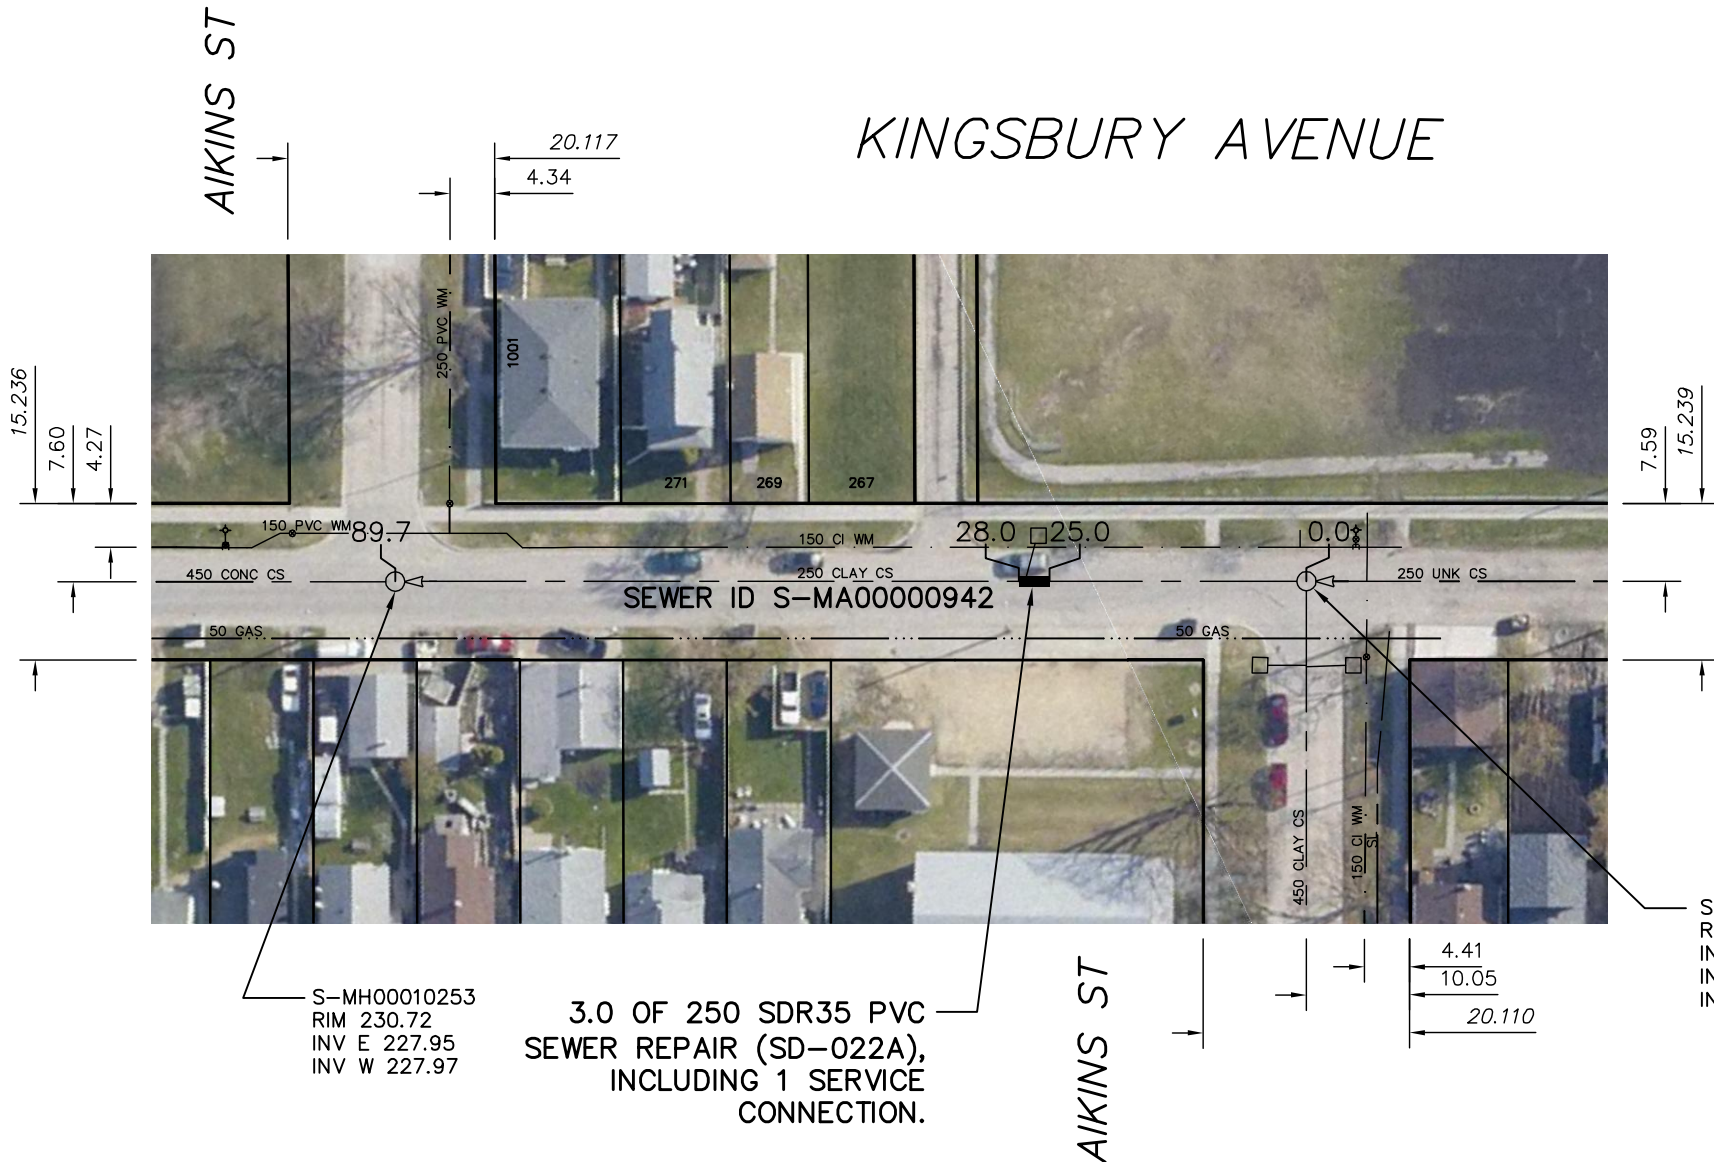 AIKINS ST
KINGSBURY AVENUE
20.117
4.34
15.236
7.60
4.27
7.59
15.239
250 PVC WM
1001
271
269
267
150 PVC WM
89.7
150 CI WM
28.0
25.0
0.0
450 CONC CS
250 CLAY CS
250 UNK CS
SEWER ID S-MA00000942
50 GAS
50 GAS
450 CLAY CS
150 CI WM
S-MH00010253
RIM 230.72
INV E 227.95
INV W 227.97
3.0 OF 250 SDR35 PVC
SEWER REPAIR (SD-022A),
INCLUDING 1 SERVICE
CONNECTION.
AIKINS ST
4.41
10.05
20.110
S
R
IN
IN
IN